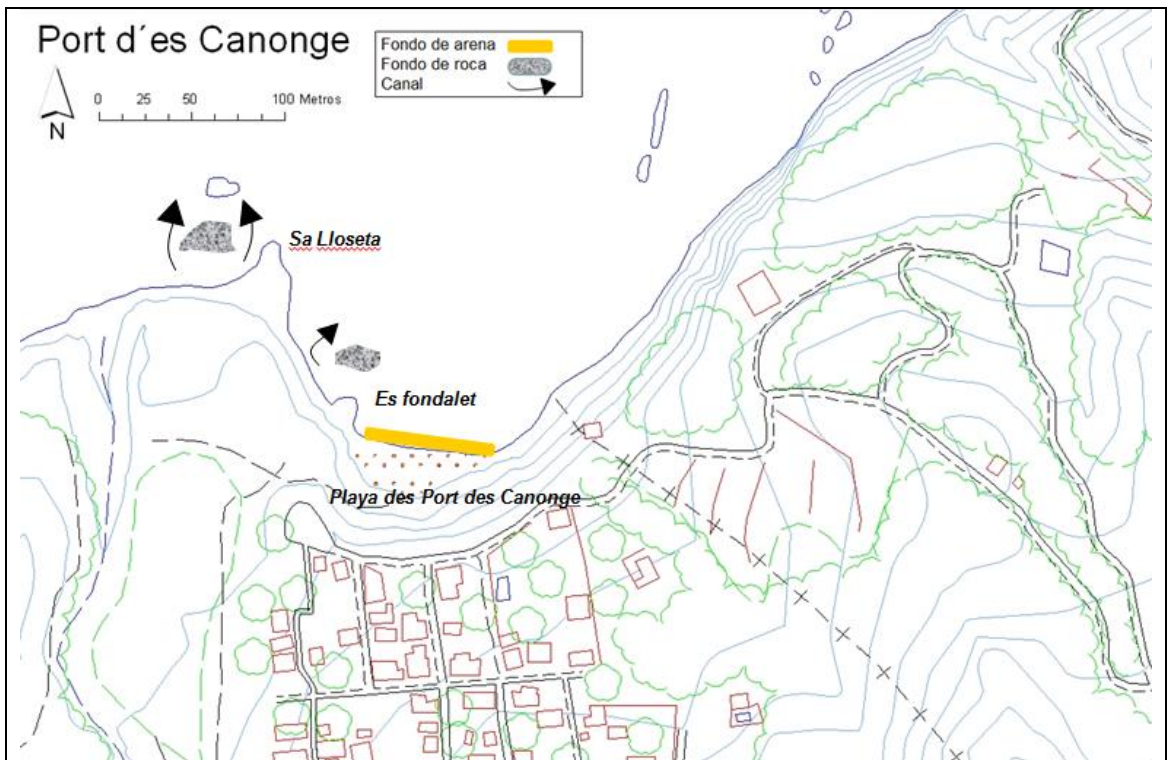 Port d´es Canonge
Fondo de arena
Fondo de roca
Canal
0 25 50 100 Metros
N
Sa Lloseta
Es fondalet
Playa des Port des Canonge